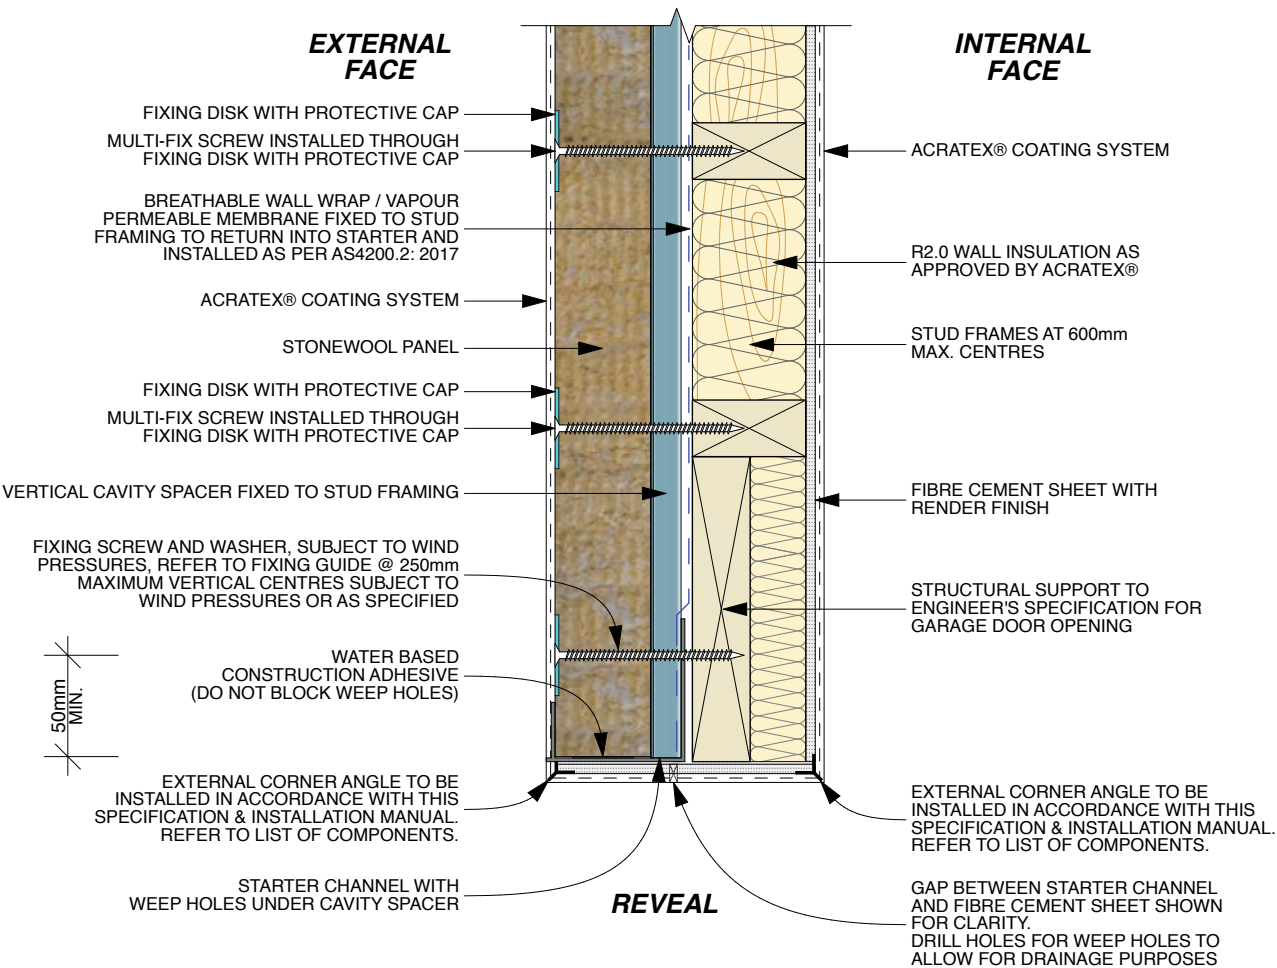 EXTERNAL
FACE
FIXING DISK WITH PROTECTIVE CAP
MULTI-FIX SCREW INSTALLED THROUGH
FIXING DISK WITH PROTECTIVE CAP
BREATHABLE WALL WRAP / VAPOUR
PERMEABLE MEMBRANE FIXED TO STUD
FRAMING TO RETURN INTO STARTER AND
INSTALLED AS PER AS4200.2: 2017
ACRATEX® COATING SYSTEM
STONEWOOL PANEL
FIXING DISK WITH PROTECTIVE CAP
MULTI-FIX SCREW INSTALLED THROUGH
FIXING DISK WITH PROTECTIVE CAP
VERTICAL CAVITY SPACER FIXED TO STUD FRAMING
FIXING SCREW AND WASHER, SUBJECT TO WIND
PRESSURES, REFER TO FIXING GUIDE @ 250mm
MAXIMUM VERTICAL CENTRES SUBJECT TO
WIND PRESSURES OR AS SPECIFIED
WATER BASED
CONSTRUCTION ADHESIVE
(DO NOT BLOCK WEEP HOLES)
50mm
MIN.
EXTERNAL CORNER ANGLE TO BE
INSTALLED IN ACCORDANCE WITH THIS
SPECIFICATION & INSTALLATION MANUAL.
REFER TO LIST OF COMPONENTS.
STARTER CHANNEL WITH
WEEP HOLES UNDER CAVITY SPACER
REVEAL
INTERNAL
FACE
ACRATEX® COATING SYSTEM
R2.0 WALL INSULATION AS
APPROVED BY ACRATEX®
STUD FRAMES AT 600mm
MAX. CENTRES
FIBRE CEMENT SHEET WITH
RENDER FINISH
STRUCTURAL SUPPORT TO
ENGINEER'S SPECIFICATION FOR
GARAGE DOOR OPENING
EXTERNAL CORNER ANGLE TO BE
INSTALLED IN ACCORDANCE WITH THIS
SPECIFICATION & INSTALLATION MANUAL.
REFER TO LIST OF COMPONENTS.
GAP BETWEEN STARTER CHANNEL
AND FIBRE CEMENT SHEET SHOWN
FOR CLARITY.
DRILL HOLES FOR WEEP HOLES TO
ALLOW FOR DRAINAGE PURPOSES